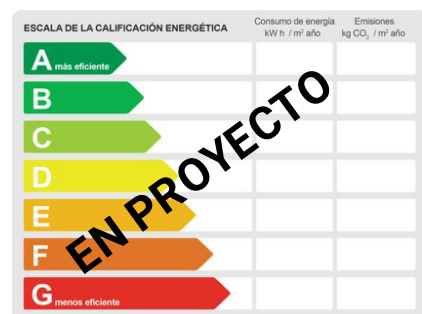 ESCALA DE LA CALIFICACIÓN ENERGÉTICA
Consumo de energía
kW h / m² año
Emisiones
kg CO₂ / m² año
A más eficiente
B
C
D
E
F
G menos eficiente
EN PROYECTO